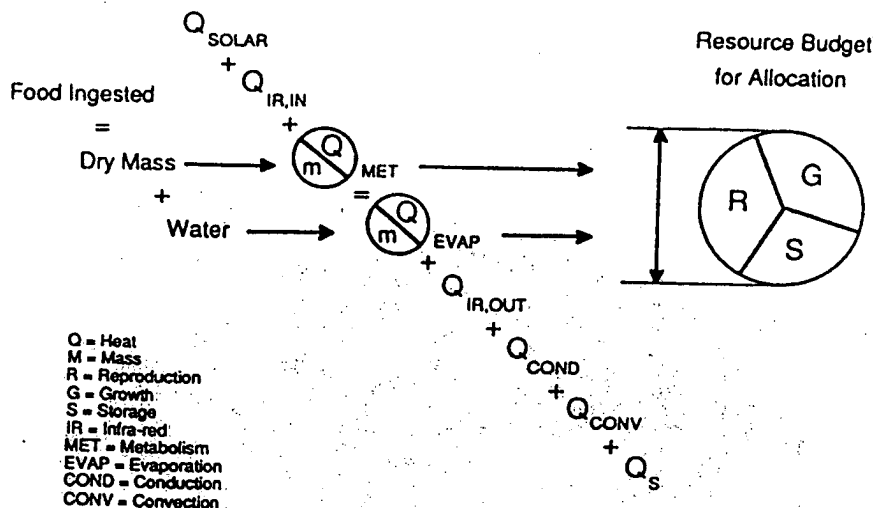 Q SOLAR
+
Q IR,IN
+
Resource Budget
for Allocation
Food Ingested
=
Dry Mass
Q
m
MET
+
=
Water
Q
m
EVAP
R
G
S
+
Q IR,OUT
+
Q COND
+
Q CONV
+
Q S
Q = Heat
M = Mass
R = Reproduction
G = Growth
S = Storage
IR = Infra-red
MET = Metabolism
EVAP = Evaporation
COND = Conduction
CONV = Convection